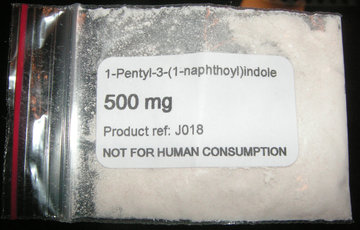 1-Pentyl-3-(1-naphthoyl)indole
500 mg
Product ref: J018
NOT FOR HUMAN CONSUMPTION